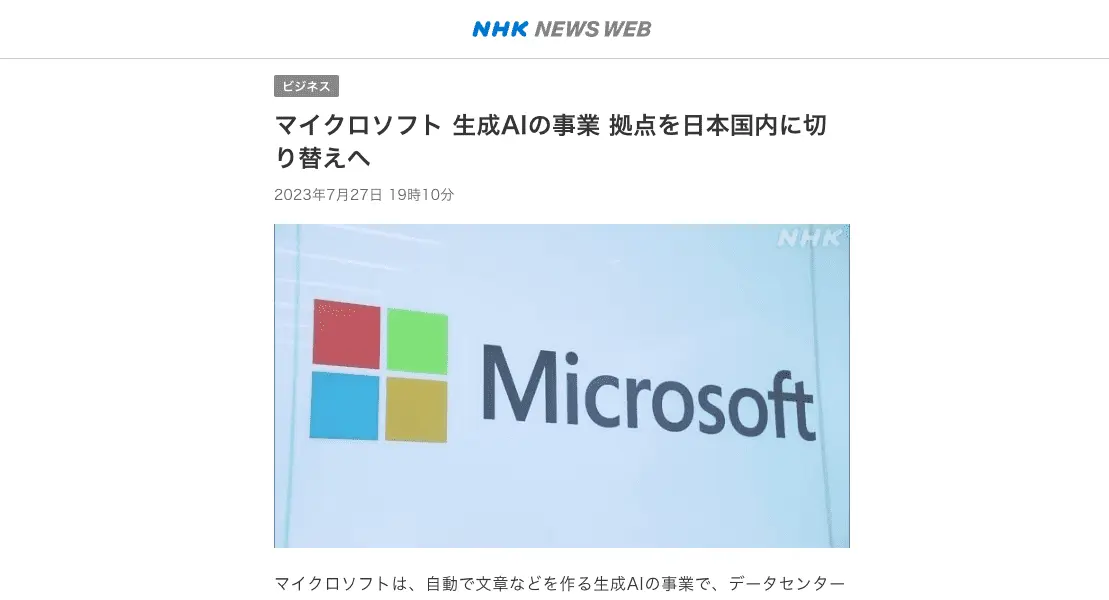 NHK NEWS WEB
ビジネス
マイクロソフト 生成AIの事業 拠点を日本国内に切
り替えへ
2023年7月27日 19時10分
NHK
Microsoft
マイクロソフトは、自動で文章などを作る生成AIの事業で、データセンター